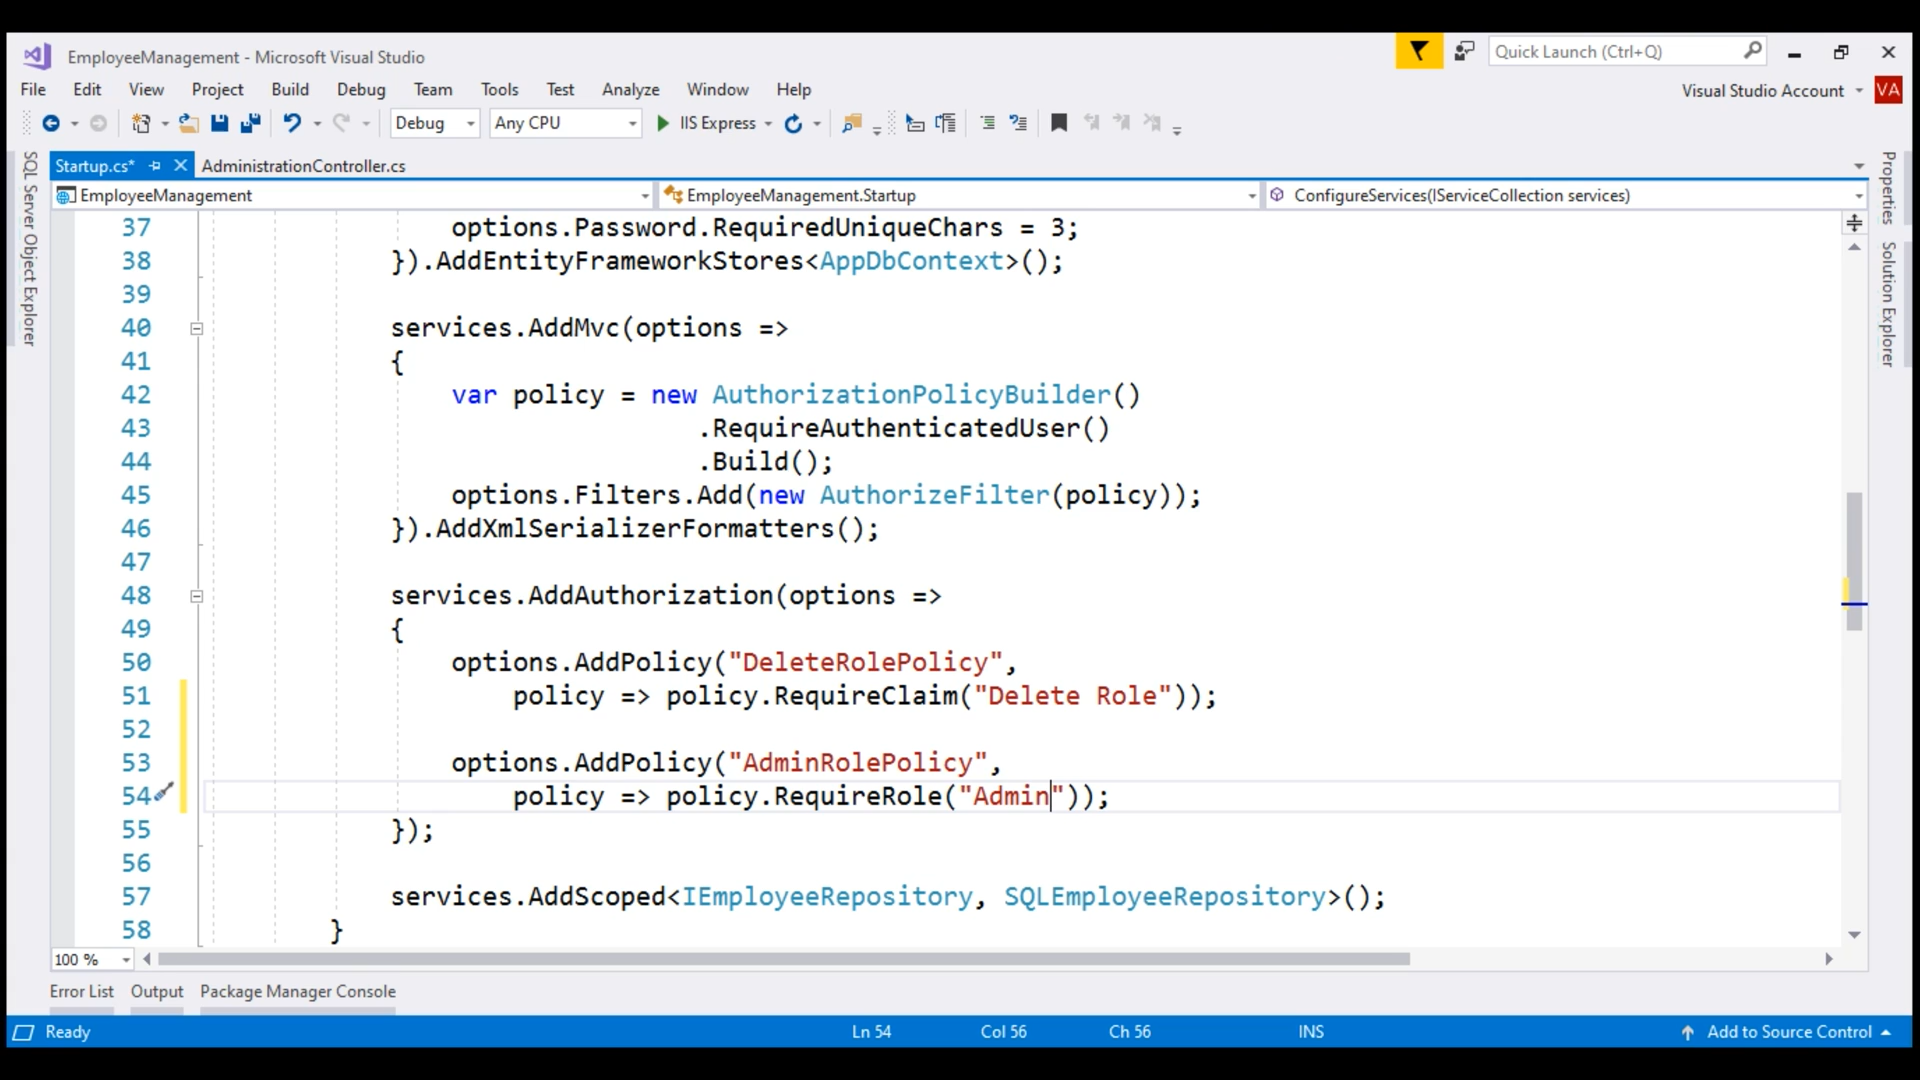 EmployeeManagement - Microsoft Visual Studio
Quick Launch (Ctrl+Q)
File Edit View Project Build Debug Team Tools Test Analyze Window Help
Visual Studio Account VA
Debug Any CPU IIS Express
SQL Server Object Explorer
Startup.cs* AdministrationController.cs
EmployeeManagement EmployeeManagement.Startup ConfigureServices(IServiceCollection services)
Properties
Solution Explorer
37 options.Password.RequiredUniqueChars = 3;
38 }).AddEntityFrameworkStores<AppDbContext>();
39
40 services.AddMvc(options =>
41 {
42 var policy = new AuthorizationPolicyBuilder()
43 .RequireAuthenticatedUser()
44 .Build();
45 options.Filters.Add(new AuthorizeFilter(policy));
46 }).AddXmlSerializerFormatters();
47
48 services.AddAuthorization(options =>
49 {
50 options.AddPolicy("DeleteRolePolicy",
51 policy => policy.RequireClaim("Delete Role"));
52
53 options.AddPolicy("AdminRolePolicy",
54 policy => policy.RequireRole("Admin"));
55 });
56
57 services.AddScoped<IEmployeeRepository, SQLEmployeeRepository>();
58 }
100 %
Error List Output Package Manager Console
Ready Ln 54 Col 56 Ch 56 INS Add to Source Control